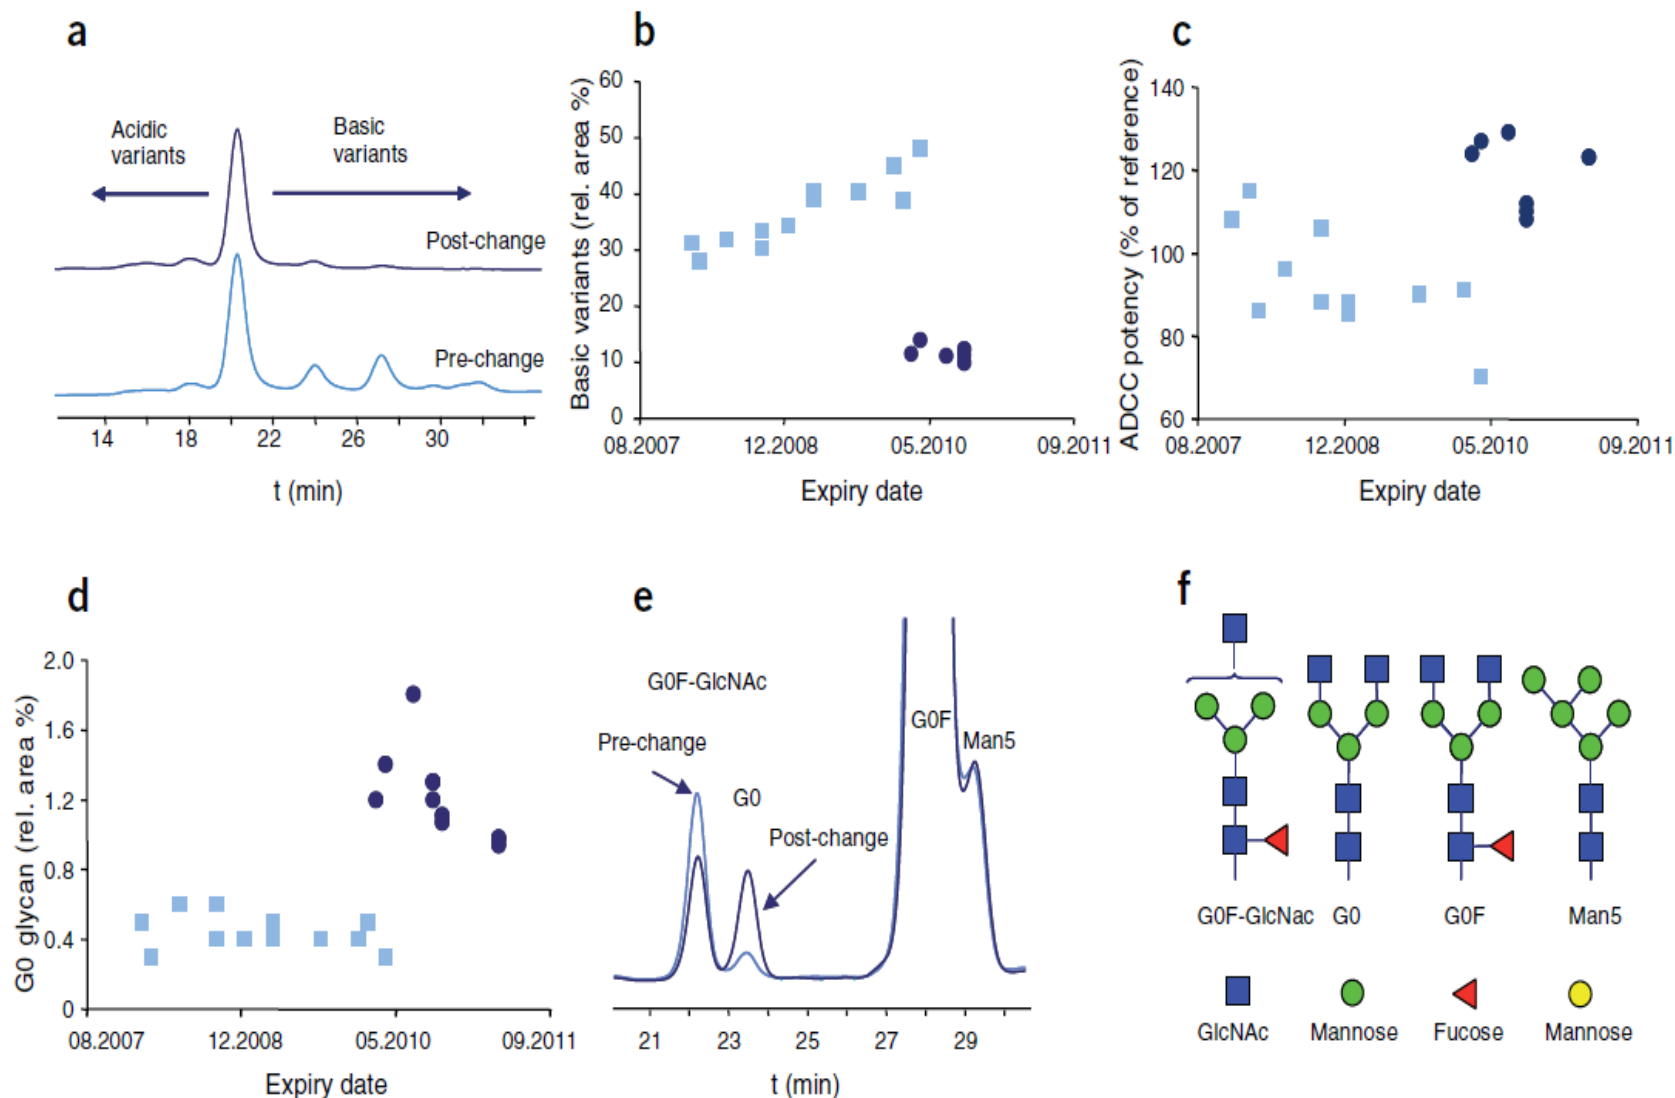 a
Acidic
variants
Basic
variants
Post-change
Pre-change
14 18 22 26 30
t (min)
b
Basic variants (rel. area %)
60
50
40
30
20
10
0
08.2007 12.2008 05.2010 09.2011
Expiry date
c
ADCC potency (% of reference)
140
120
100
80
60
08.2007 12.2008 05.2010 09.2011
Expiry date
d
G0 glycan (rel. area %)
2.0
1.6
1.2
0.8
0.4
0
08.2007 12.2008 05.2010 09.2011
Expiry date
e
G0F-GlcNAc
Pre-change
G0
Post-change
G0F
Man5
21 23 25 27 29
t (min)
f
G0F-GlcNac G0 G0F Man5
GlcNAc Mannose Fucose Mannose